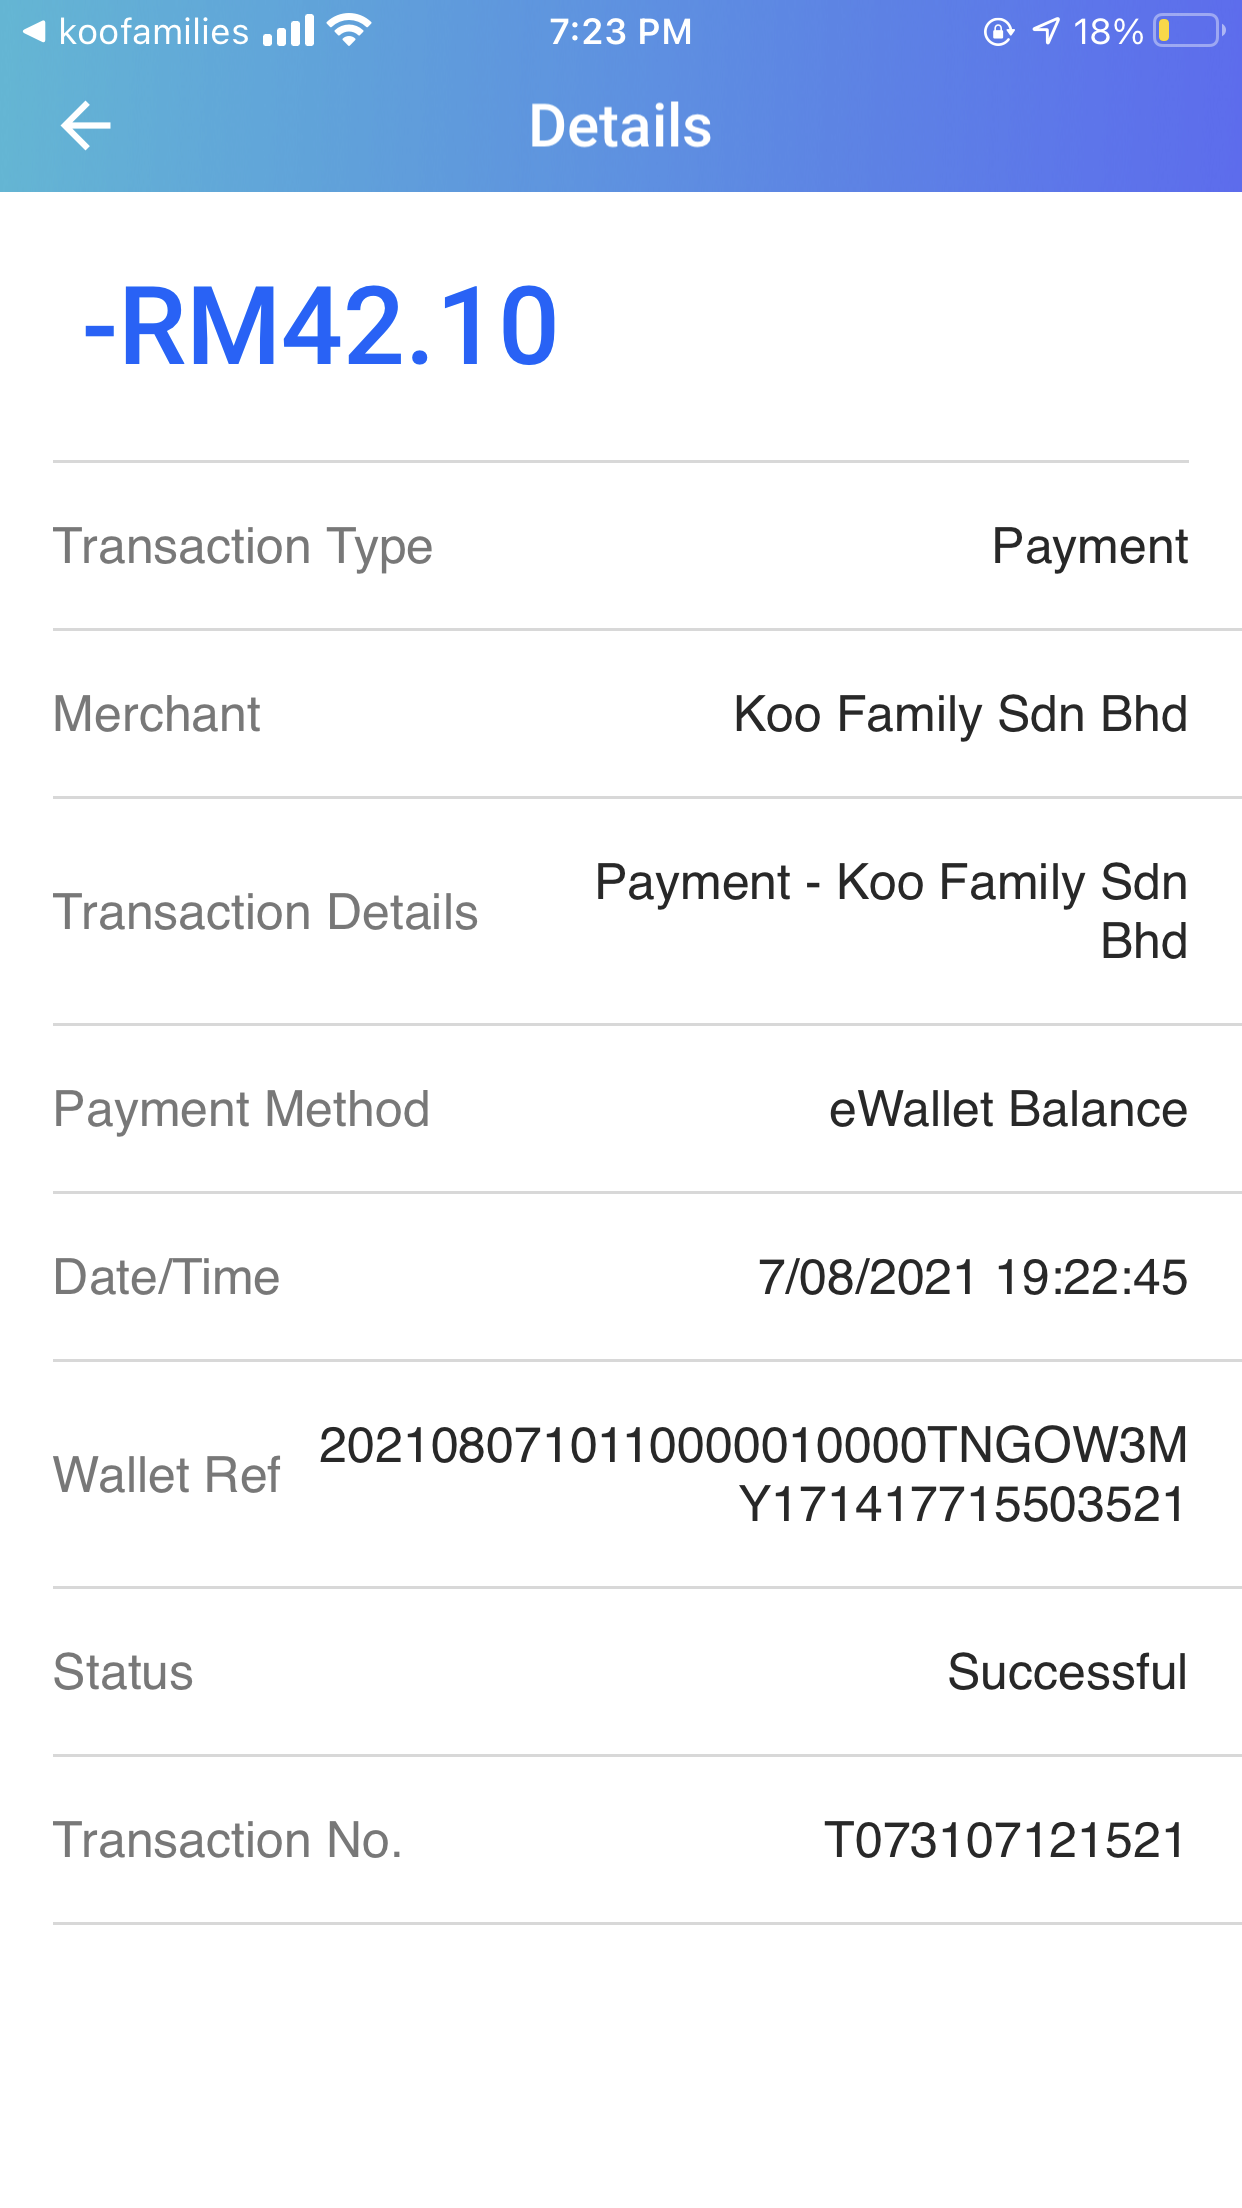 koofamilies
7:23 PM
18%
Details
-RM42.10
Transaction Type
Payment
Merchant
Koo Family Sdn Bhd
Transaction Details
Payment - Koo Family Sdn
Bhd
Payment Method
eWallet Balance
Date/Time
7/08/2021 19:22:45
Wallet Ref
20210807101100000010000TNGOW3M
Y171417715503521
Status
Successful
Transaction No.
T073107121521